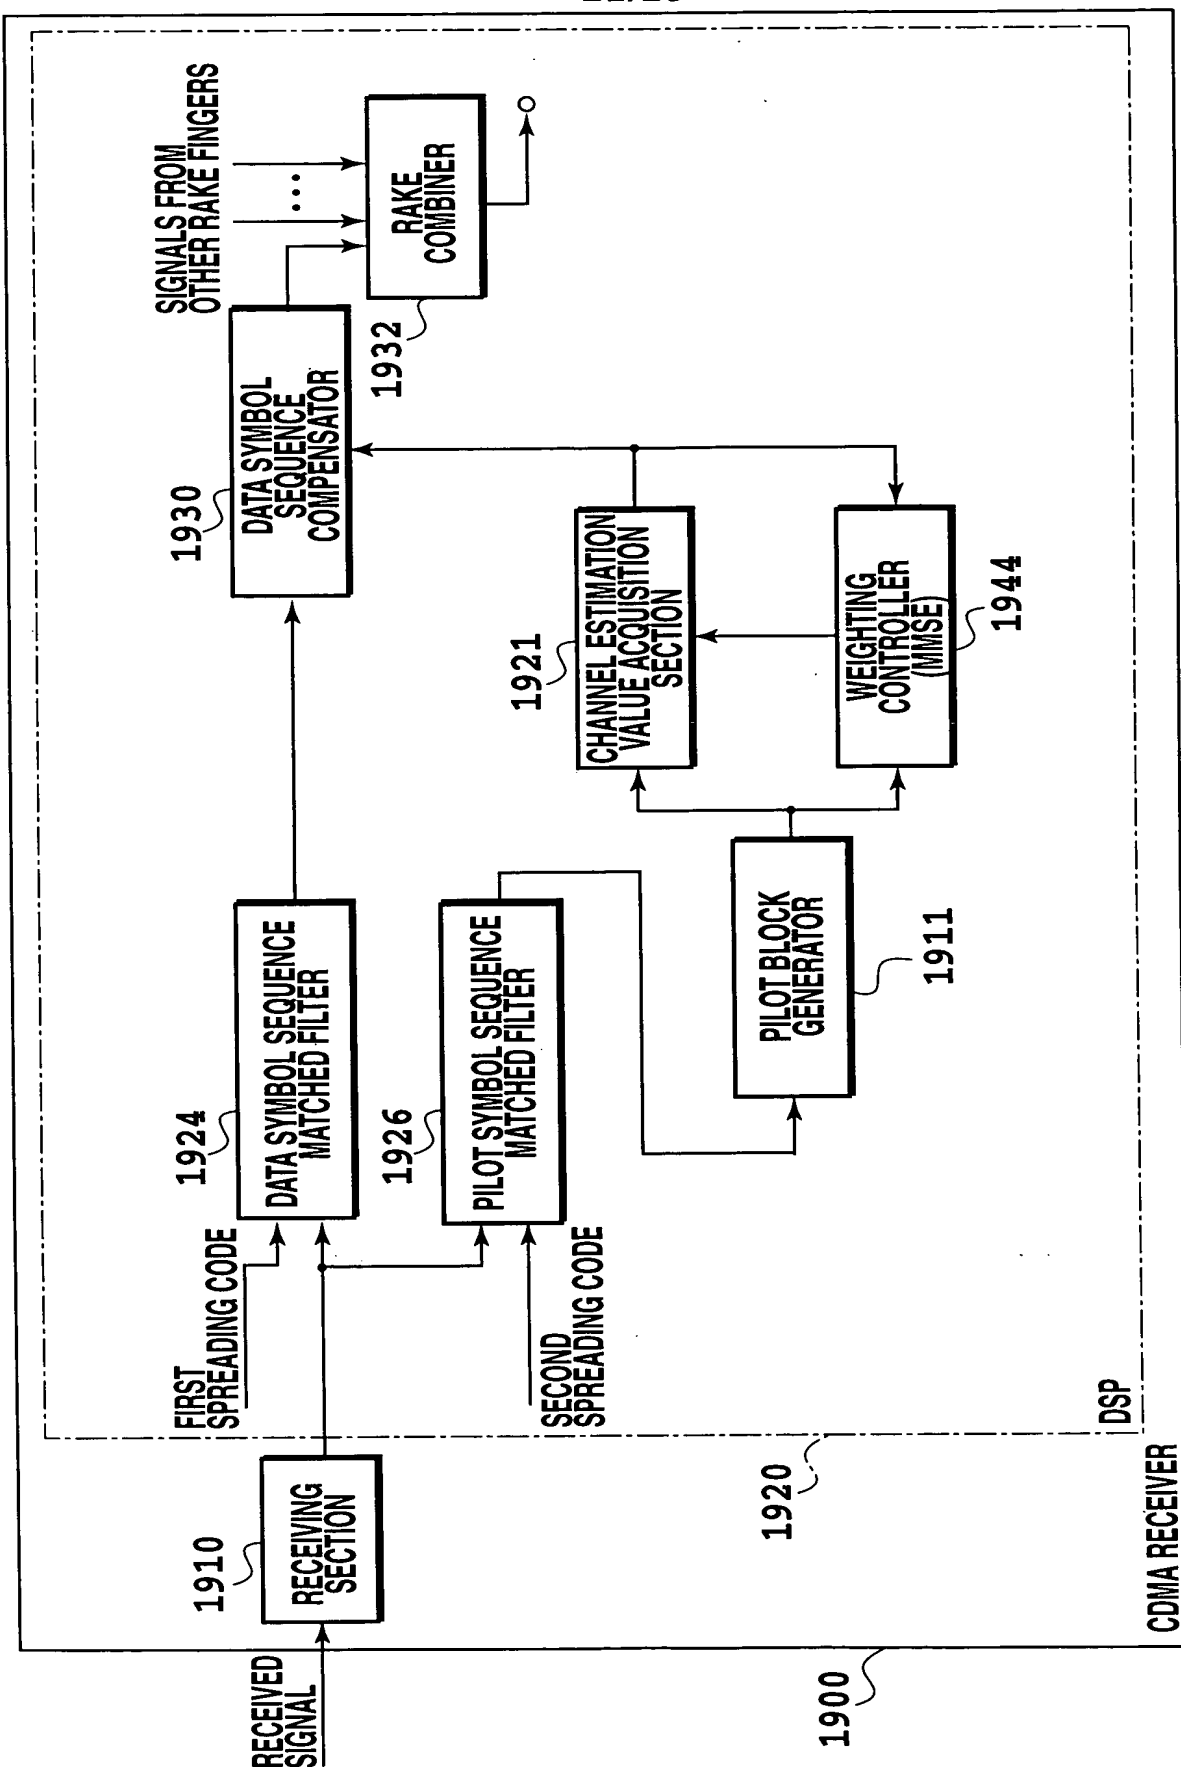 RECEIVED
SIGNAL
1910
RECEIVING
SECTION
FIRST
SPREADING CODE
SECOND
SPREADING CODE
1924
DATA SYMBOL SEQUENCE
MATCHED FILTER
1926
PILOT SYMBOL SEQUENCE
MATCHED FILTER
1911
PILOT BLOCK
GENERATOR
1921
CHANNEL ESTIMATION
VALUE ACQUISITION
SECTION
WEIGHTING
CONTROLLER
(MMSE)
1944
1930
DATA SYMBOL
SEQUENCE
COMPENSATOR
SIGNALS FROM
OTHER RAKE FINGERS
...
RAKE
COMBINER
1932
1920
DSP
1900
CDMA RECEIVER